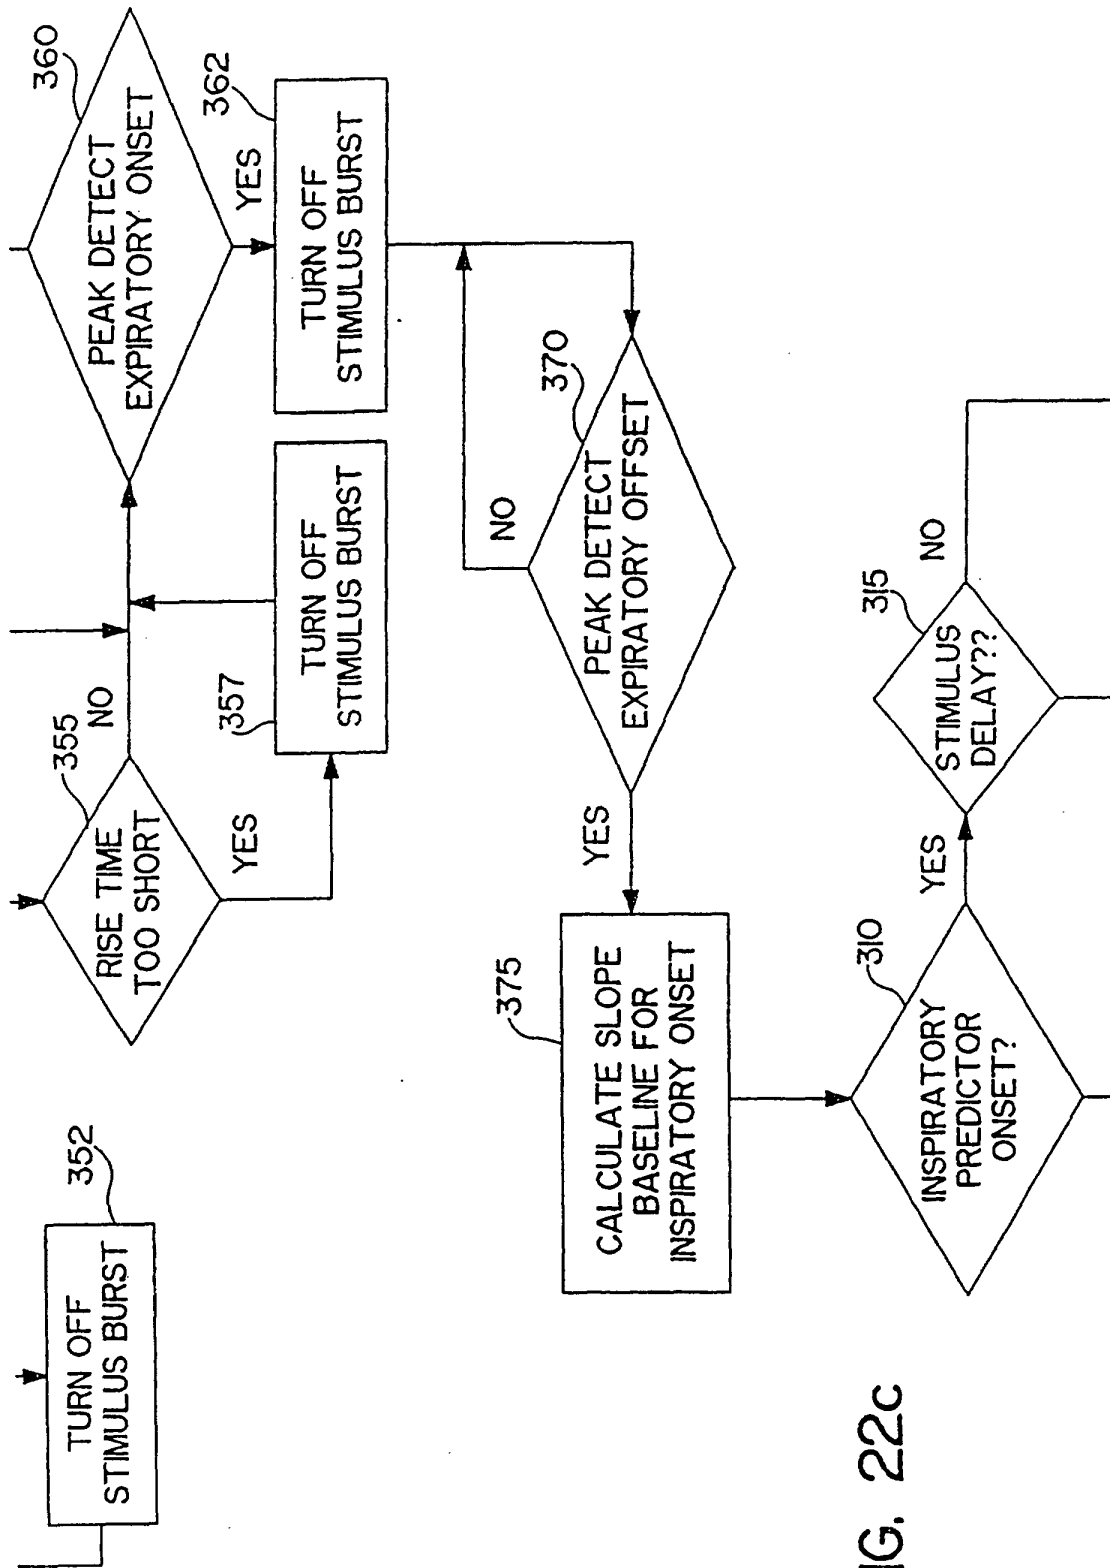 352
TURN OFF
STIMULUS BURST
355
RISE TIME
TOO SHORT
NO
YES
357
TURN OFF
STIMULUS BURST
360
PEAK DETECT
EXPIRATORY ONSET
YES
362
TURN OFF
STIMULUS BURST
NO
370
PEAK DETECT
EXPIRATORY OFFSET
YES
375
CALCULATE SLOPE
BASELINE FOR
INSPIRATORY ONSET
310
INSPIRATORY
PREDICTOR
ONSET?
YES
315
STIMULUS
DELAY??
NO
IG. 22c